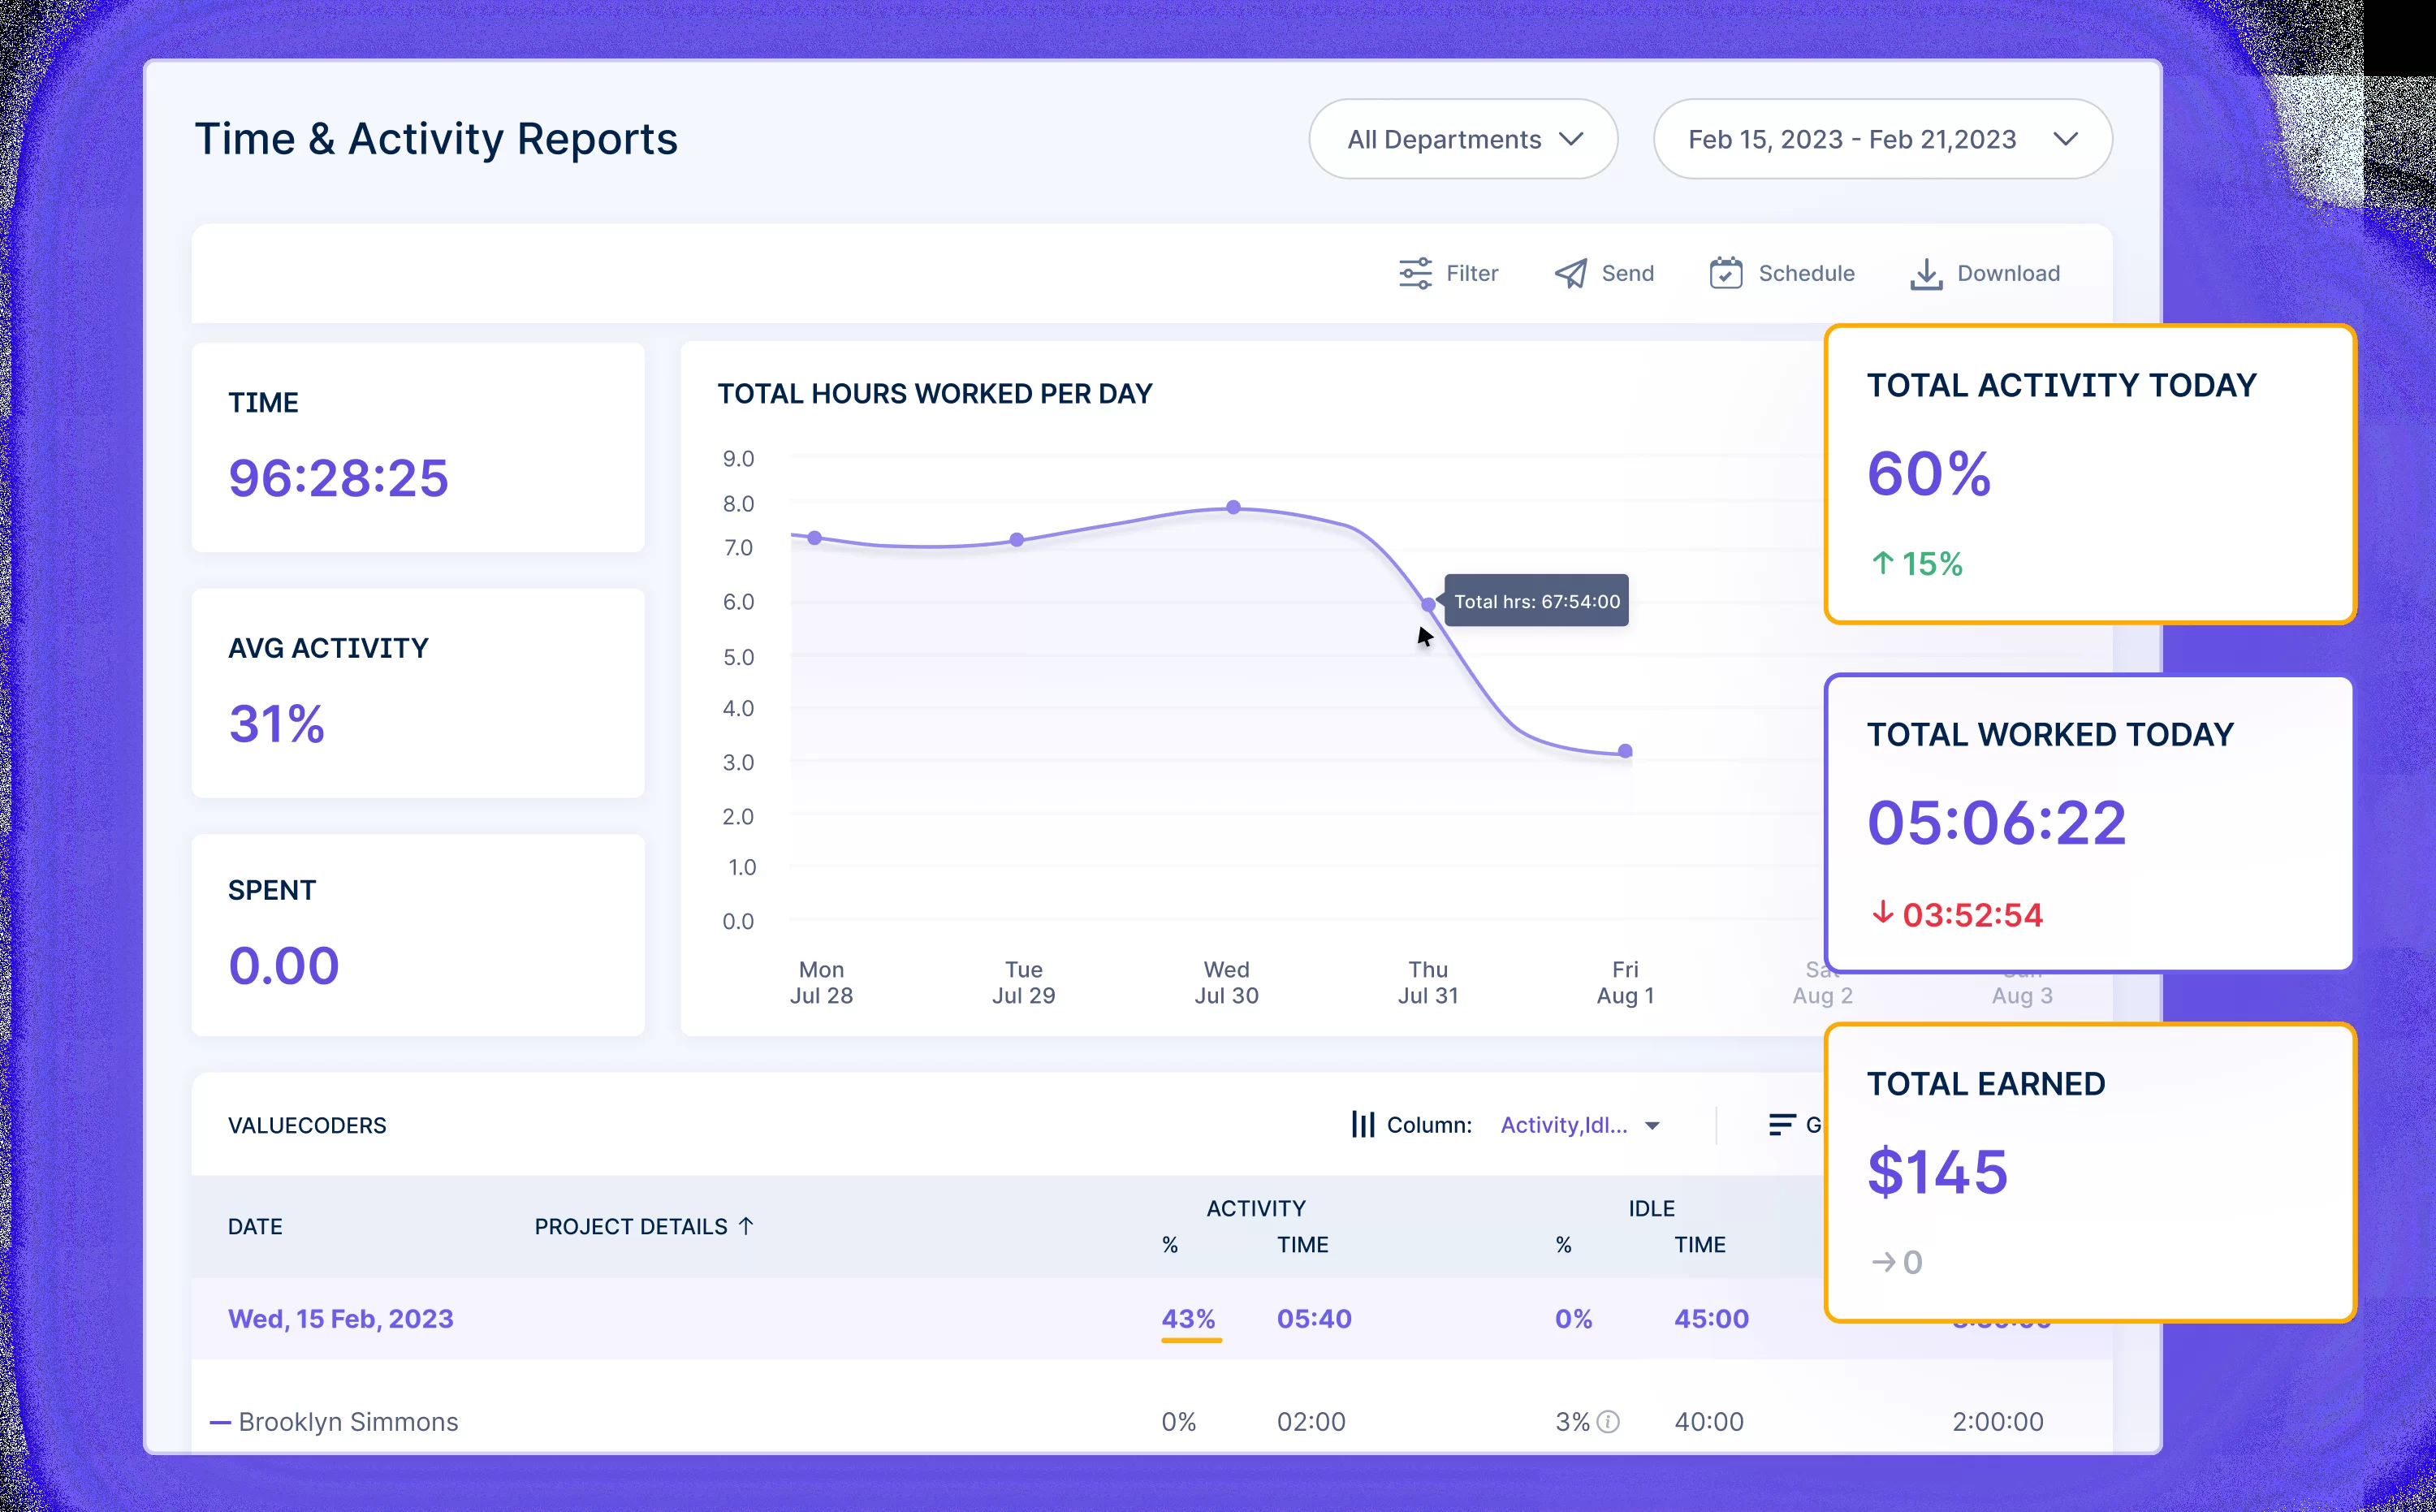 Time & Activity Reports
All Departments
Feb 15, 2023 - Feb 21,2023
Filter
Send
Schedule
Download
TIME
96:28:25
AVG ACTIVITY
31%
SPENT
0.00
TOTAL HOURS WORKED PER DAY
9.0
8.0
7.0
6.0
5.0
4.0
3.0
2.0
1.0
0.0
Total hrs: 67:54:00
Mon
Jul 28
Tue
Jul 29
Wed
Jul 30
Thu
Jul 31
Fri
Aug 1
Sat
Aug 2
Sun
Aug 3
TOTAL ACTIVITY TODAY
60%
↑ 15%
TOTAL WORKED TODAY
05:06:22
↓ 03:52:54
TOTAL EARNED
$145
→ 0
VALUECODERS
Column: Activity,Idl...
G
DATE
PROJECT DETAILS ↑
ACTIVITY
% TIME
IDLE
% TIME
Wed, 15 Feb, 2023 43% 05:40 0% 45:00
Brooklyn Simmons 0% 02:00 3% 40:00 2:00:00